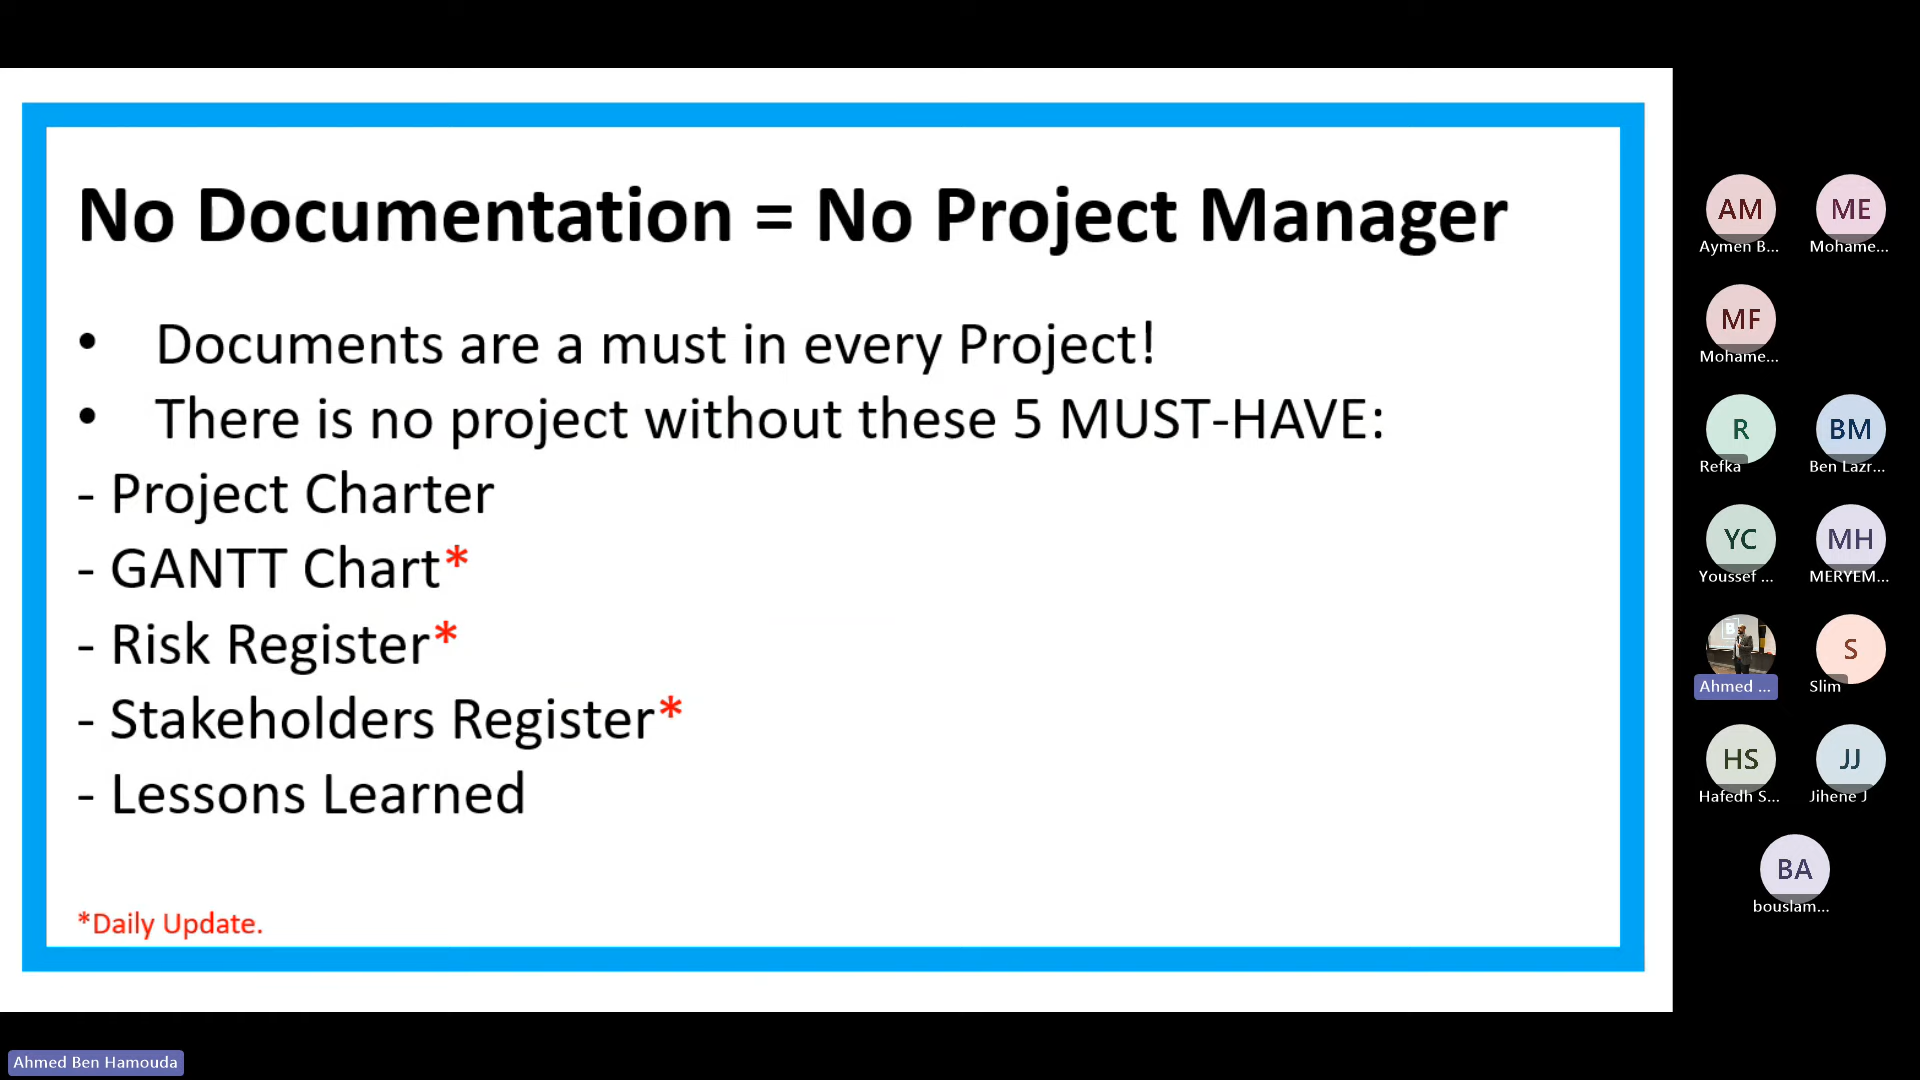 No Documentation = No Project Manager
• Documents are a must in every Project!
• There is no project without these 5 MUST-HAVE:
- Project Charter
- GANTT Chart*
- Risk Register*
- Stakeholders Register*
- Lessons Learned
*Daily Update.
AM
Aymen B...
ME
Mohame...
MF
Mohame...
R
Refka
BM
Ben Lazr...
YC
Youssef ...
MH
MERYEM...
Ahmed ...
S
Slim
HS
Hafedh S...
JJ
Jihene J
BA
bouslam...
Ahmed Ben Hamouda